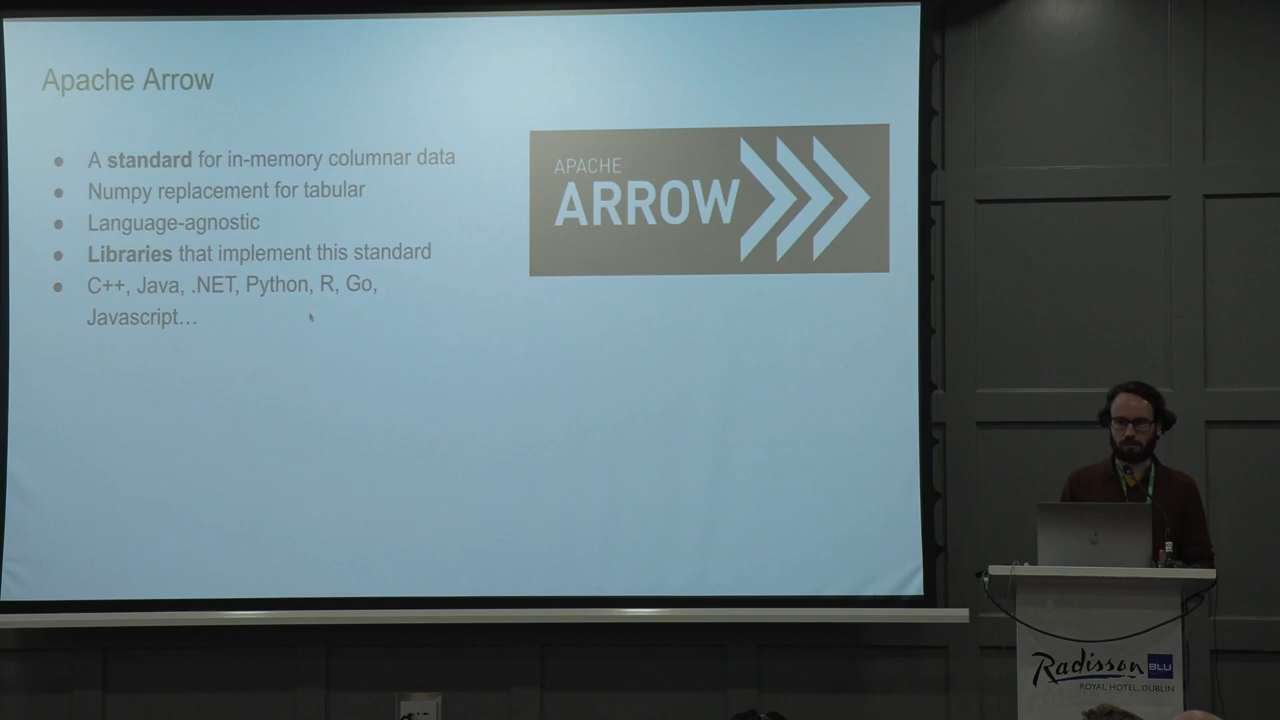 Apache Arrow
● A standard for in-memory columnar data
● Numpy replacement for tabular
● Language-agnostic
● Libraries that implement this standard
● C++, Java, .NET, Python, R, Go,
Javascript…
APACHE
ARROW
Radisson BLU
ROYAL HOTEL, DUBLIN